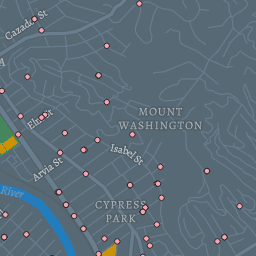 Cazador St
A
MOUNT
WASHINGTON
Elm St
Isabel St
Arvia St
River
CYPRESS
PARK